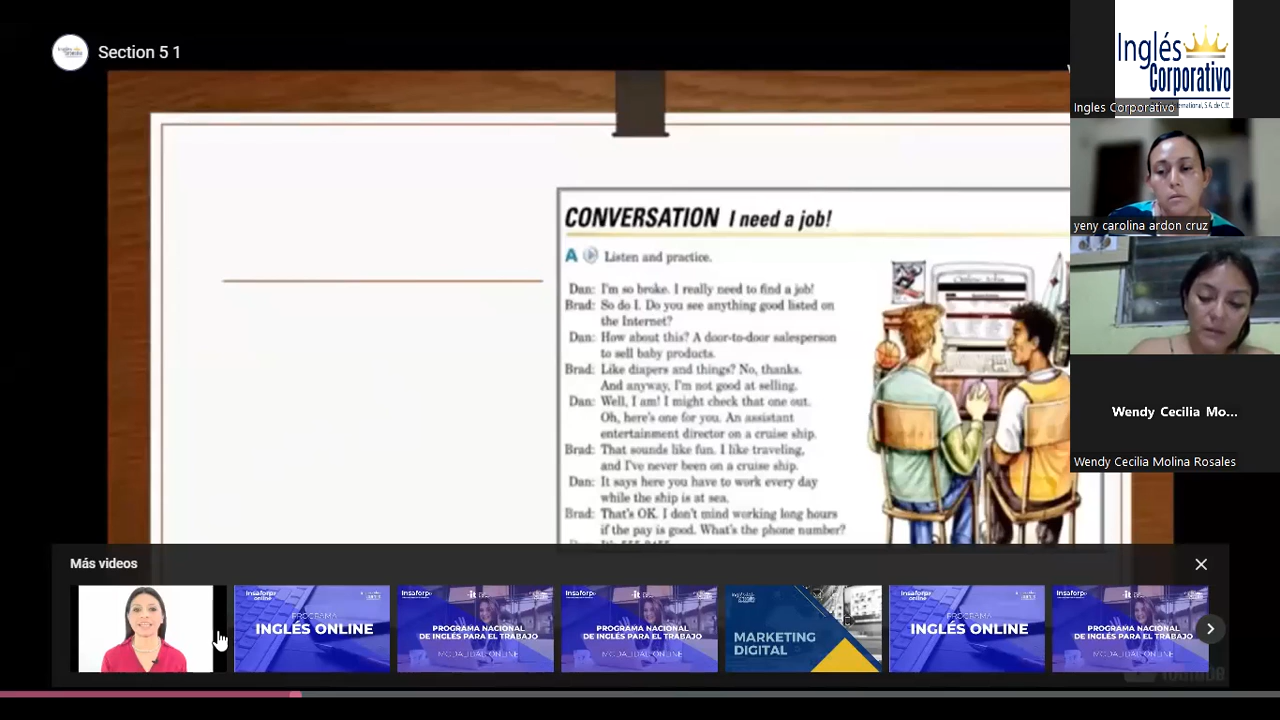 Section 5 1
Inglés
Corporativo
Ingles Corporativo
yeny carolina ardon cruz
Wendy Cecilia Mo...
Wendy Cecilia Molina Rosales
CONVERSATION I need a job!
A Listen and practice.
Dan: I'm so broke. I really need to find a job!
Brad: So do I. Do you see anything good listed on
the Internet?
Dan: How about this? A door-to-door salesperson
to sell baby products.
Brad: Like diapers and things? No, thanks.
And anyway, I'm not good at selling.
Dan: Well, I am! I might check that one out.
Oh, here's one for you. An assistant
entertainment director on a cruise ship.
Brad: That sounds like fun. I like traveling,
and I've never been on a cruise ship.
Dan: It says here you have to work every day
while the ship is at sea.
Brad: That's OK. I don't mind working long hours
if the pay is good. What's the phone number?
Más videos
PROGRAMA
INGLÉS ONLINE
PROGRAMA NACIONAL
DE INGLÉS PARA EL TRABAJO
MODALIDAD ONLINE
PROGRAMA NACIONAL
DE INGLÉS PARA EL TRABAJO
MODALIDAD ONLINE
MARKETING
DIGITAL
PROGRAMA
INGLÉS ONLINE
PROGRAMA NACIONAL
DE INGLÉS PARA EL TRABAJO
MODALIDAD ONLINE
YouTube